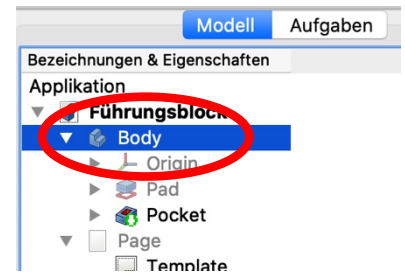 Modell Aufgaben
Bezeichnungen & Eigenschaften
Applikation
Führungsblock
Body
Origin
Pad
Pocket
Page
Template